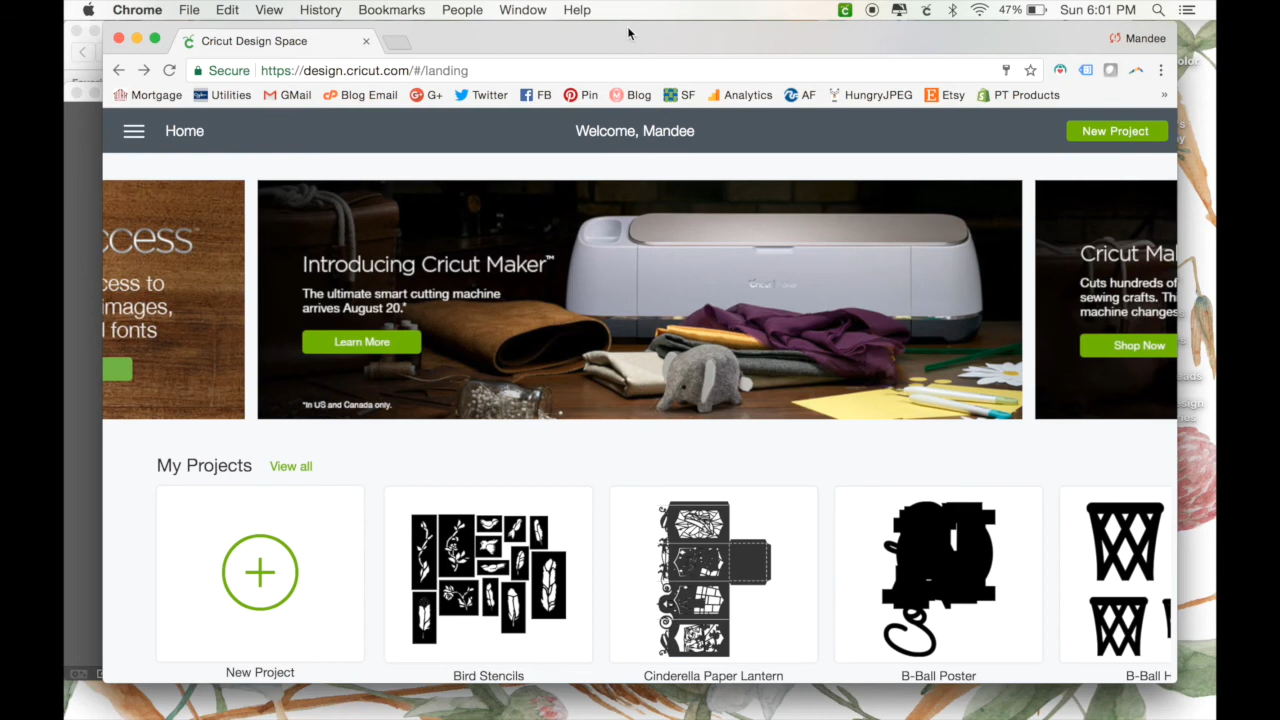 Chrome File Edit View History Bookmarks People Window Help 47% Sun 6:01 PM
Cricut Design Space Mandee
Secure https://design.cricut.com/#/landing
Mortgage Utilities GMail Blog Email G+ Twitter FB Pin Blog SF Analytics AF HungryJPEG Etsy PT Products »
Home Welcome, Mandee New Project
ccess™
cess to
images,
fonts
Introducing Cricut Maker™
The ultimate smart cutting machine
arrives August 20.*
Learn More
*In US and Canada only.
Cricut Ma
Cuts hundreds of
sewing crafts. Th
machine changes
Shop Now
My Projects View all
New Project
Bird Stencils
Cinderella Paper Lantern
B-Ball Poster
B-Ball H